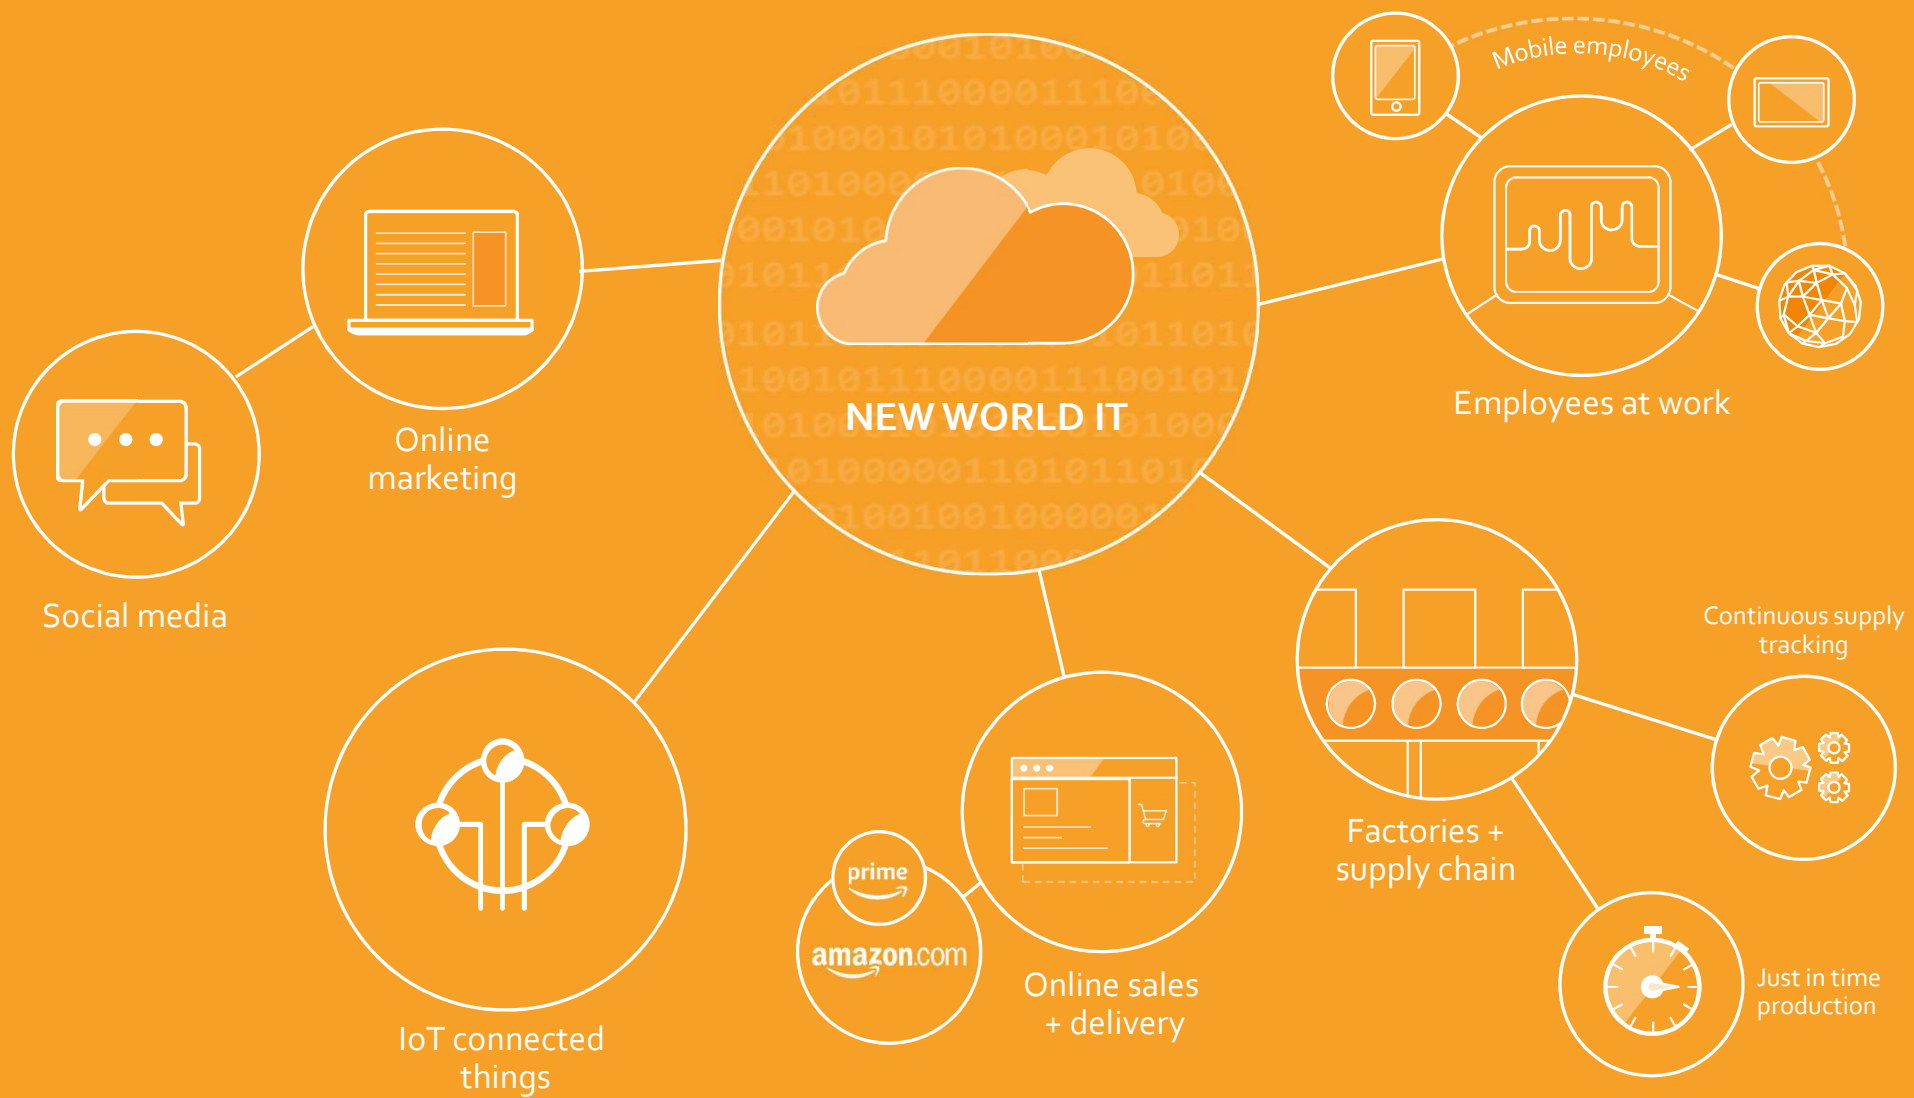 Mobile employees
NEW WORLD IT
Employees at work
Online
marketing
Social media
Continuous supply
tracking
Factories +
supply chain
prime
amazon.com
Online sales
+ delivery
Just in time
production
IoT connected
things